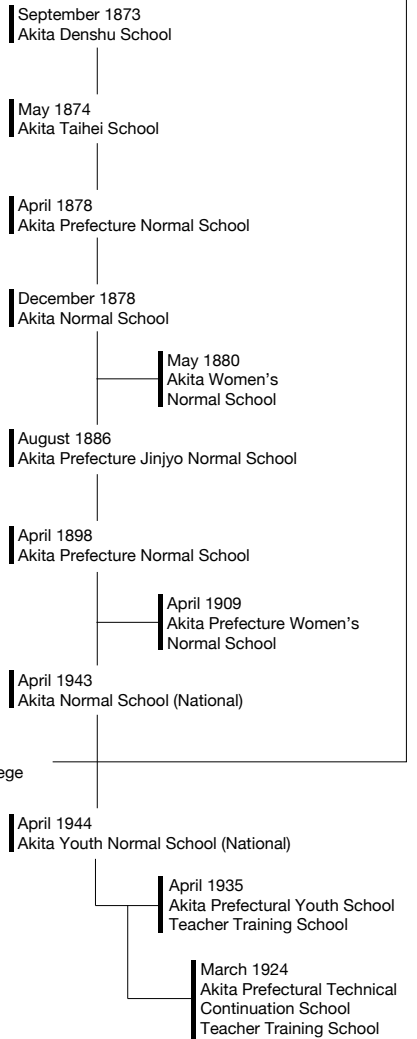 September 1873
Akita Denshu School
May 1874
Akita Taihei School
April 1878
Akita Prefecture Normal School
December 1878
Akita Normal School
May 1880
Akita Women's
Normal School
August 1886
Akita Prefecture Jinjyo Normal School
April 1898
Akita Prefecture Normal School
April 1909
Akita Prefecture Women's
Normal School
April 1943
Akita Normal School (National)
April 1944
Akita Youth Normal School (National)
April 1935
Akita Prefectural Youth School
Teacher Training School
March 1924
Akita Prefectural Technical
Continuation School
Teacher Training School